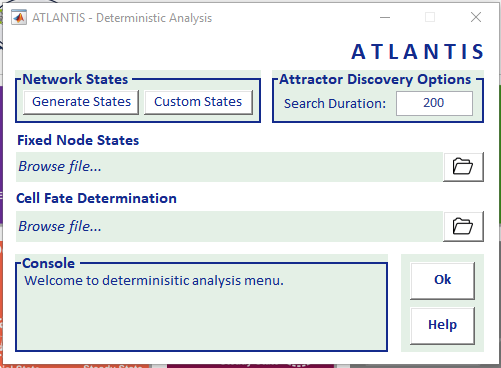 ATLANTIS - Deterministic Analysis
ATLANTIS
Network States
Generate States
Custom States
Attractor Discovery Options
Search Duration:
200
Fixed Node States
Browse file...
Cell Fate Determination
Browse file...
Console
Welcome to determinisitic analysis menu.
Ok
Help